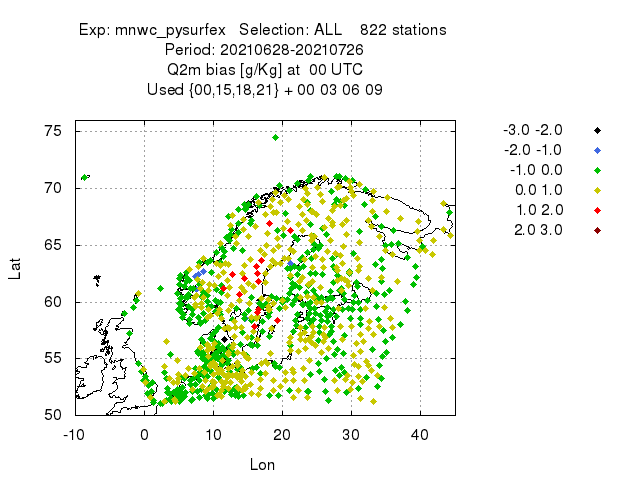 Exp: mnwc_pysurfex   Selection: ALL    822 stations
Period: 20210628-20210726
Q2m bias [g/Kg] at  00 UTC
Used {00,15,18,21} + 00 03 06 09
-3.0 -2.0
-2.0 -1.0
-1.0 0.0
0.0 1.0
1.0 2.0
2.0 3.0
75
70
65
60
55
50
Lat
-10 0 10 20 30 40
Lon